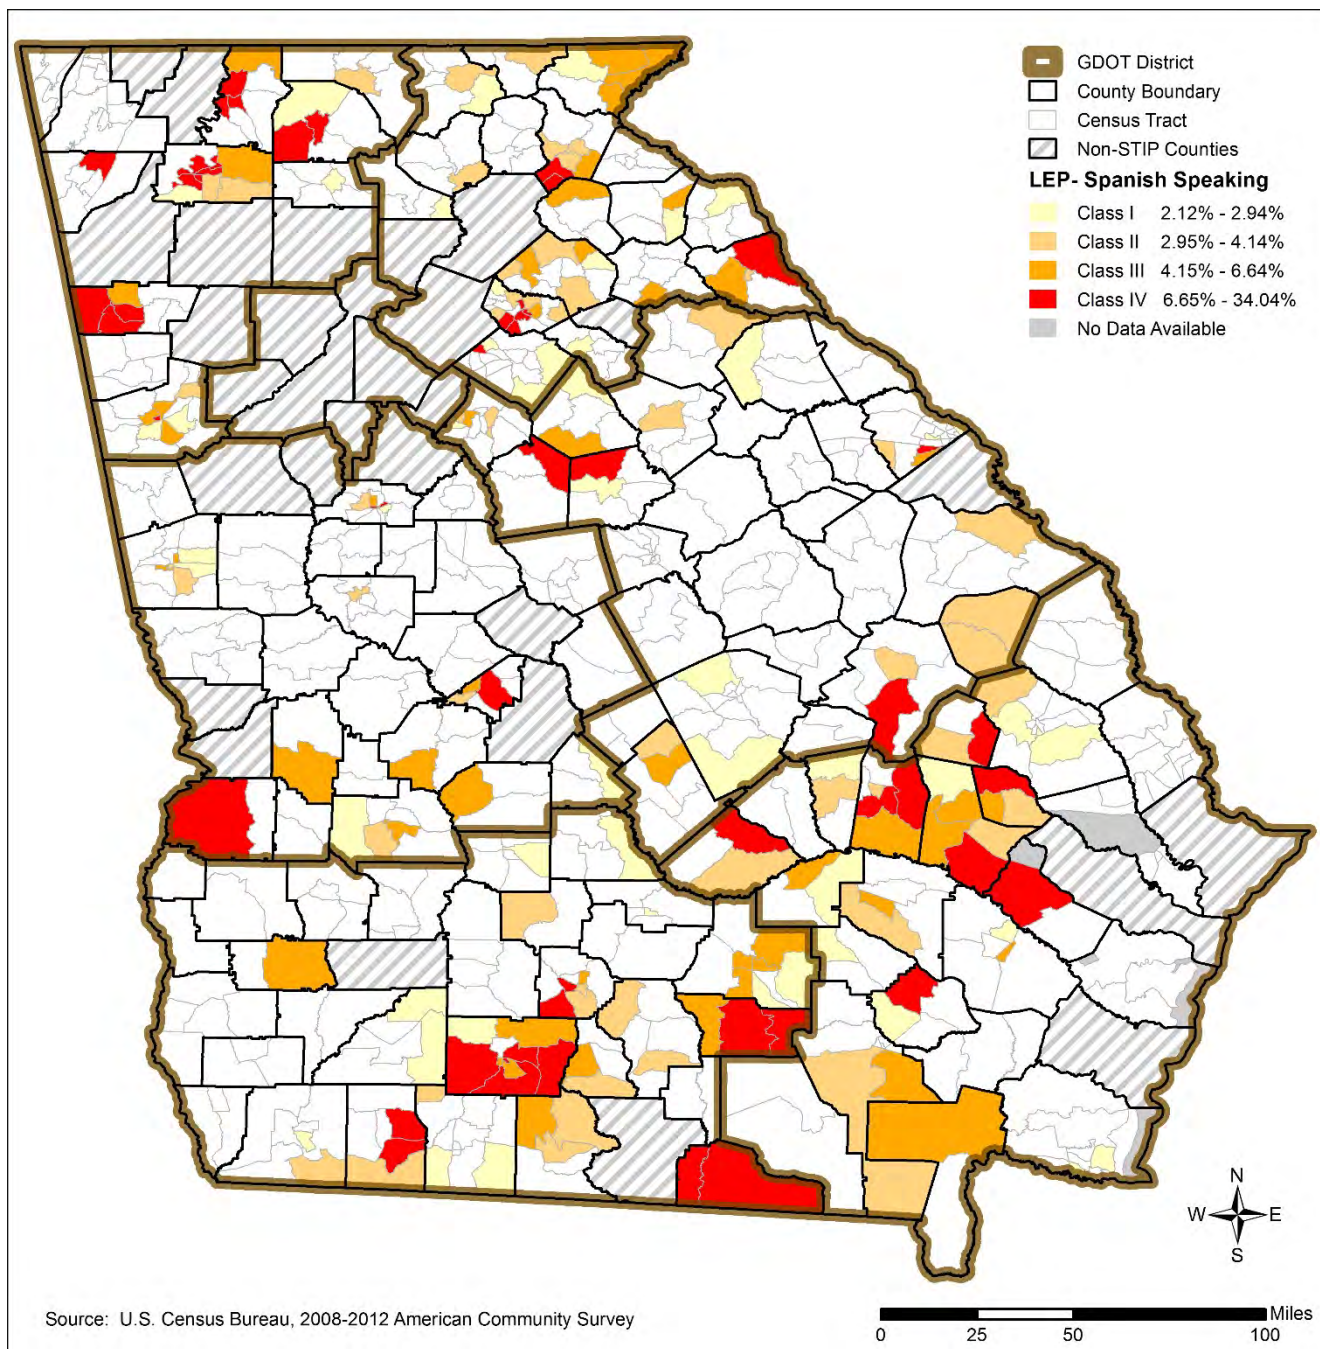 GDOT District
County Boundary
Census Tract
Non-STIP Counties
LEP- Spanish Speaking
Class I 2.12% - 2.94%
Class II 2.95% - 4.14%
Class III 4.15% - 6.64%
Class IV 6.65% - 34.04%
No Data Available
N
W E
S
Source: U.S. Census Bureau, 2008-2012 American Community Survey
Miles
0 25 50 100